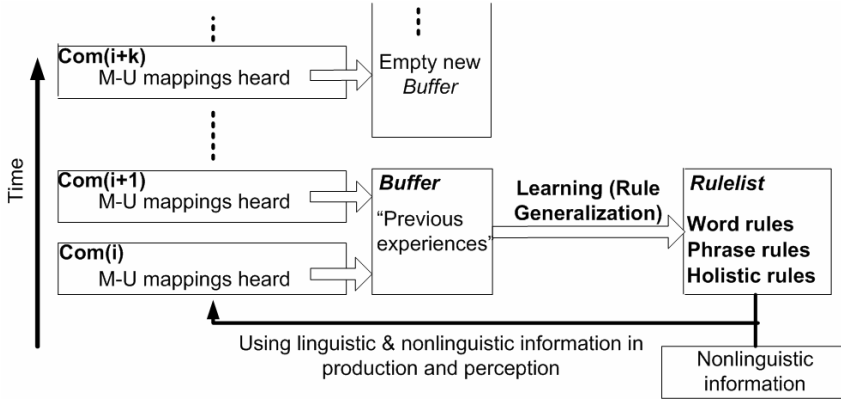 Com(i+k)
M-U mappings heard
Empty new
Buffer
Time
Com(i+1)
M-U mappings heard
Buffer
“Previous
experiences”
Learning (Rule
Generalization)
Rulelist
Word rules
Phrase rules
Holistic rules
Com(i)
M-U mappings heard
Using linguistic & nonlinguistic information in
production and perception
Nonlinguistic
information